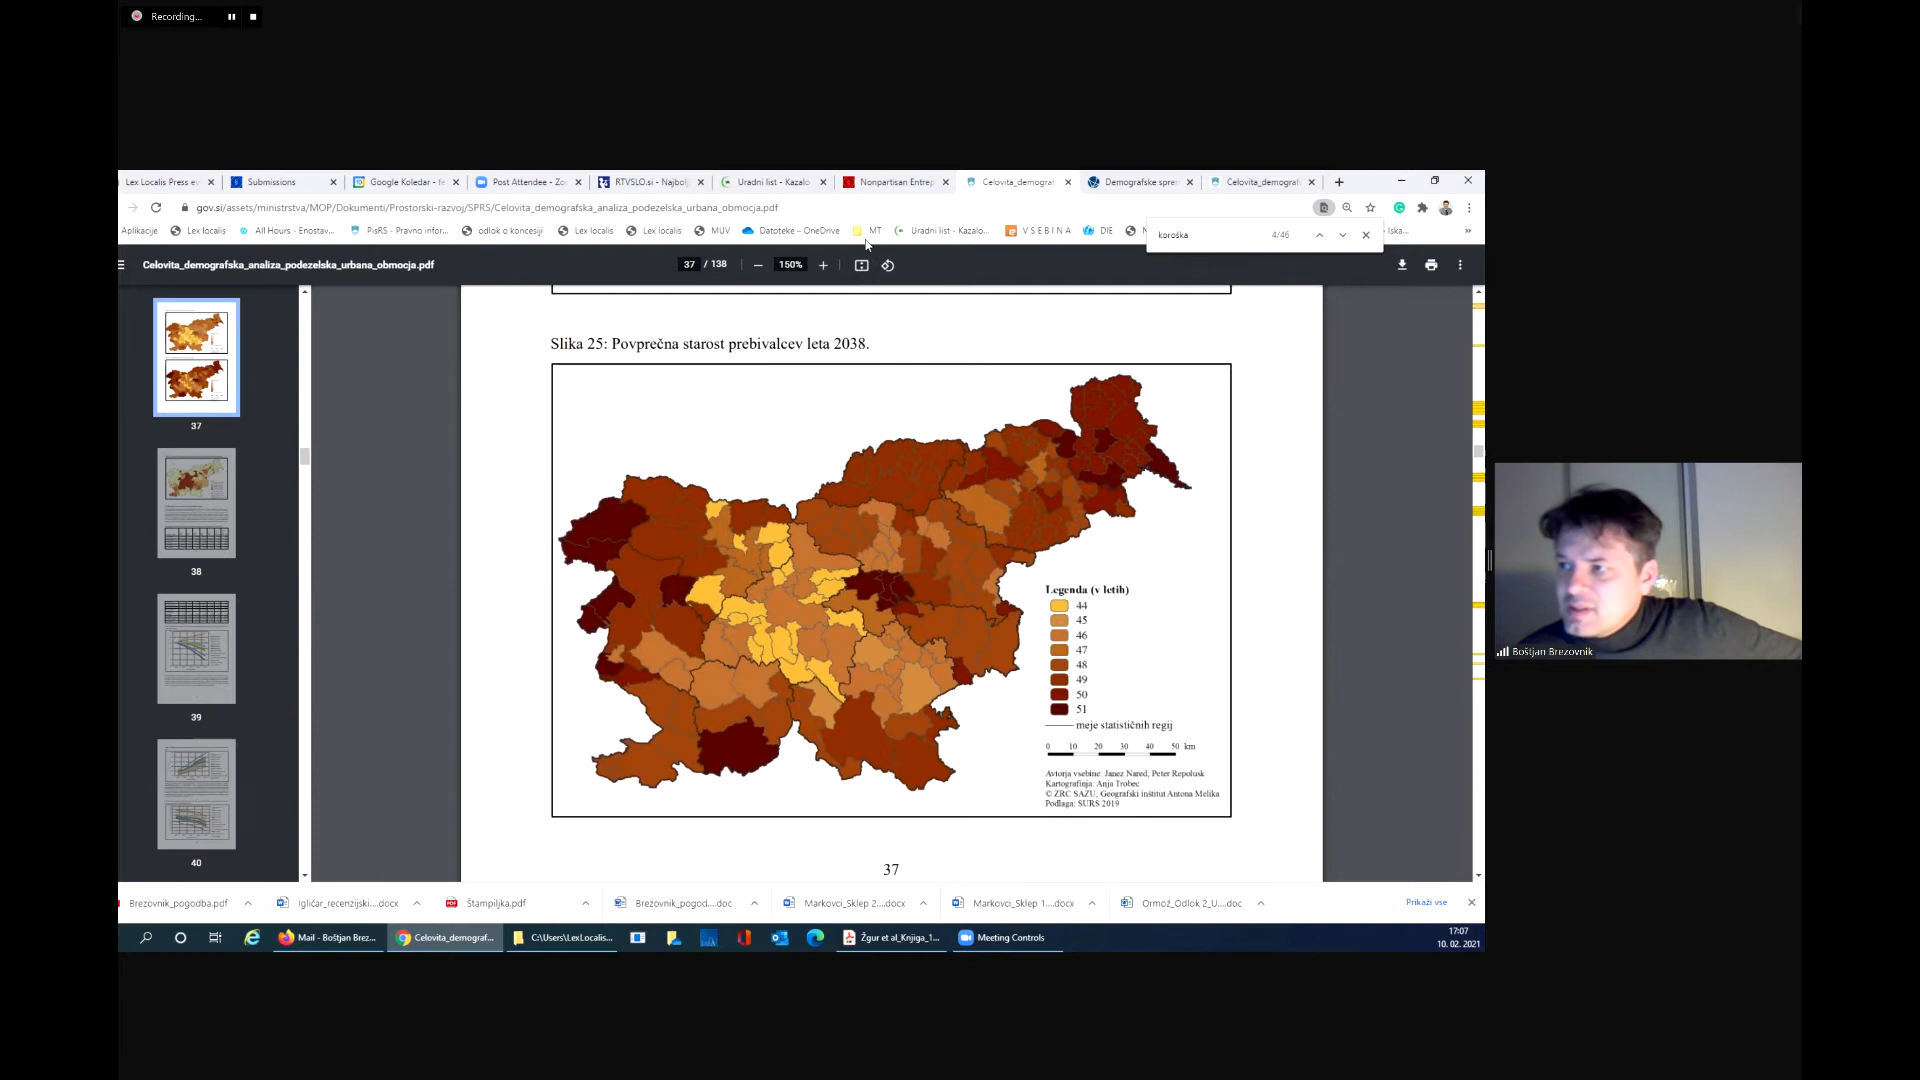 Recording...
Lex Localis Press e
Submissions
Google Koledar - fe
Post Attendee - Zoo
RTVSLO.si - Najbolj
Uradni list - Kazalo
Nonpartisan Entrep
Celovita_demograf
Demografske sprem
Celovita_demograf
gov.si/assets/ministrstva/MOP/Dokumenti/Prostorski-razvoj/SPRS/Celovita_demografska_analiza_podezelska_urbana_obmocja.pdf
Aplikacije
Lex localis
All Hours - Enostav...
PisRS - Pravno infor...
odlok o koncesiji
Lex localis
Lex localis
MUV
Datoteke – OneDrive
MT
Uradni list - Kazalo...
V S E B I N A
DIE
koroška
4/46
Celovita_demografska_analiza_podezelska_urbana_obmocja.pdf
37 / 138
150%
37
38
39
40
Slika 25: Povprečna starost prebivalcev leta 2038.
Legenda (v letih)
44
45
46
47
48
49
50
51
meje statističnih regij
0 10 20 30 40 50 km
Avtorja vsebine: Janez Nared, Peter Repolusk
Kartografinja: Anja Trobec
© ZRC SAZU, Geografski inštitut Antona Melika
Podlaga: SURS 2019
37
Boštjan Brezovnik
Brezovnik_pogodba.pdf
Igličar_recenzijski....docx
Štampiljka.pdf
Brezovnik_pogod....doc
Markovci_Sklep 2....docx
Markovci_Sklep 1....docx
Ormož_Odlok 2_U....doc
Prikaži vse
Mail - Boštjan Brez...
Celovita_demograf...
C:\Users\LexLocalis...
Žgur et al_Knjiga_1...
Meeting Controls
17:07
10. 02. 2021